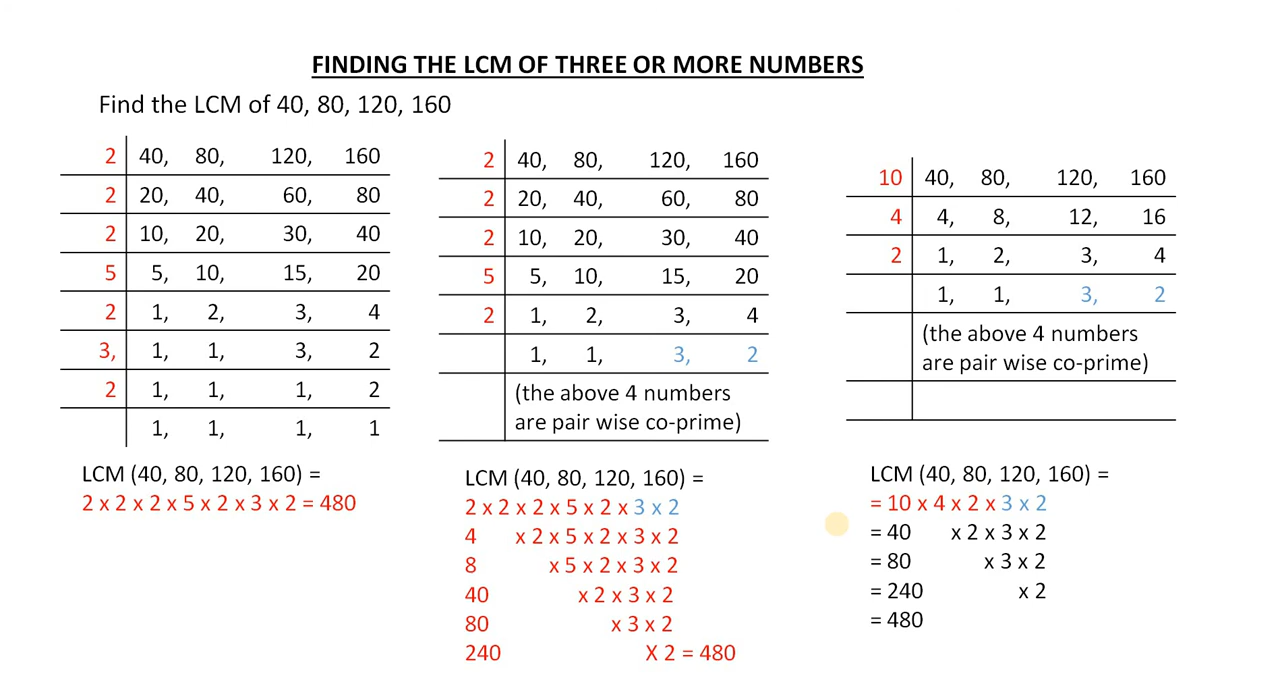 FINDING THE LCM OF THREE OR MORE NUMBERS
Find the LCM of 40, 80, 120, 160
2 40, 80, 120, 160
2 20, 40, 60, 80
2 10, 20, 30, 40
5 5, 10, 15, 20
2 1, 2, 3, 4
3, 1, 1, 3, 2
2 1, 1, 1, 2
1, 1, 1, 1
LCM (40, 80, 120, 160) =
2 x 2 x 2 x 5 x 2 x 3 x 2 = 480
2 40, 80, 120, 160
2 20, 40, 60, 80
2 10, 20, 30, 40
5 5, 10, 15, 20
2 1, 2, 3, 4
1, 1, 3, 2
(the above 4 numbers
are pair wise co-prime)
LCM (40, 80, 120, 160) =
2 x 2 x 2 x 5 x 2 x 3 x 2
4 x 2 x 5 x 2 x 3 x 2
8 x 5 x 2 x 3 x 2
40 x 2 x 3 x 2
80 x 3 x 2
240 X 2 = 480
10 40, 80, 120, 160
4 4, 8, 12, 16
2 1, 2, 3, 4
1, 1, 3, 2
(the above 4 numbers
are pair wise co-prime)
LCM (40, 80, 120, 160) =
= 10 x 4 x 2 x 3 x 2
= 40 x 2 x 3 x 2
= 80 x 3 x 2
= 240 x 2
= 480